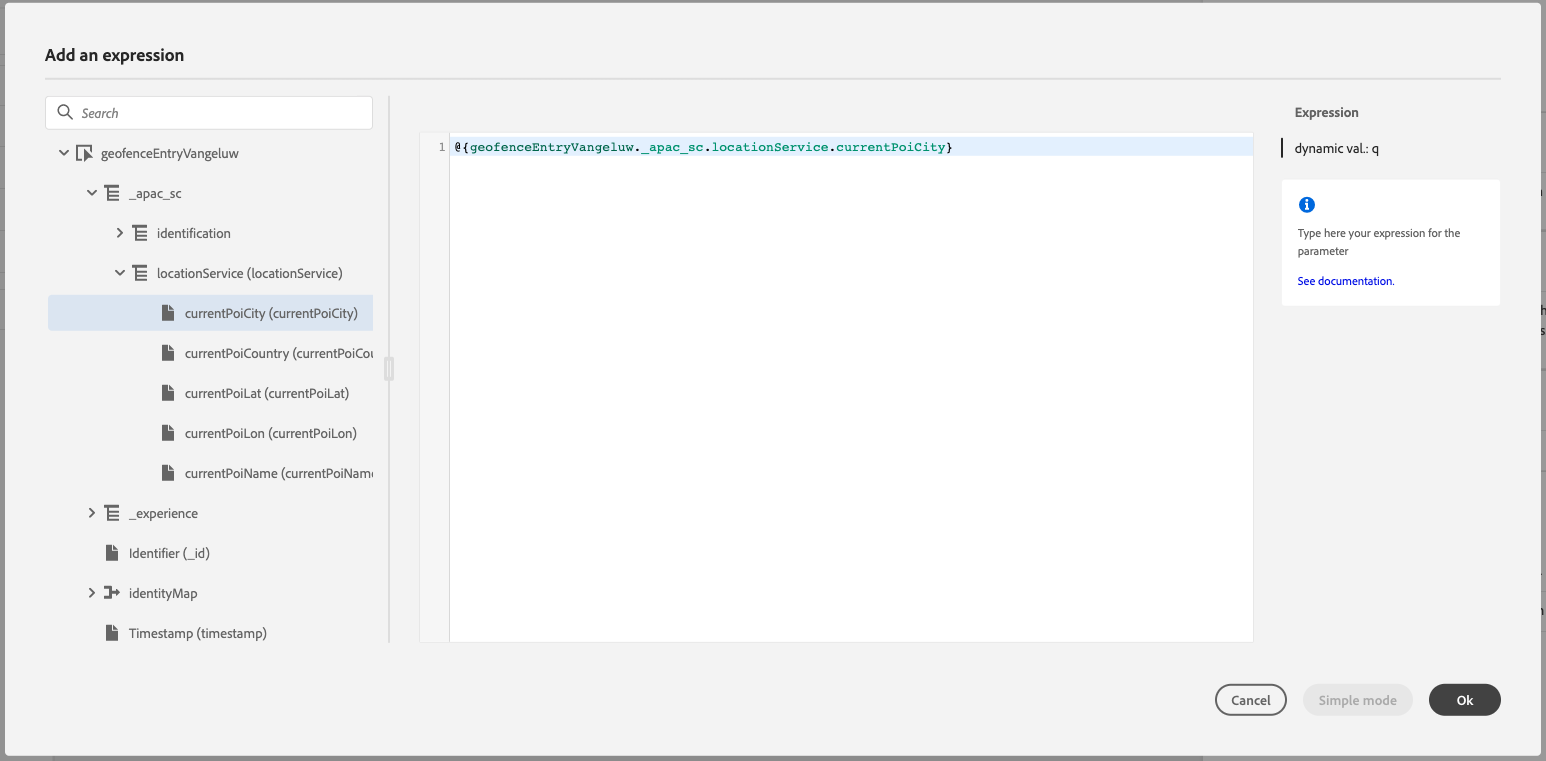 Add an expression
Search
geofenceEntryVangeluw
_apac_sc
identification
locationService (locationService)
currentPoiCity (currentPoiCity)
currentPoiCountry (currentPoiCou
currentPoiLat (currentPoiLat)
currentPoiLon (currentPoiLon)
currentPoiName (currentPoiName
_experience
Identifier (_id)
identityMap
Timestamp (timestamp)
1 @{geofenceEntryVangeluw._apac_sc.locationService.currentPoiCity}
Expression
dynamic val.: q
Type here your expression for the
parameter
See documentation.
Cancel
Simple mode
Ok